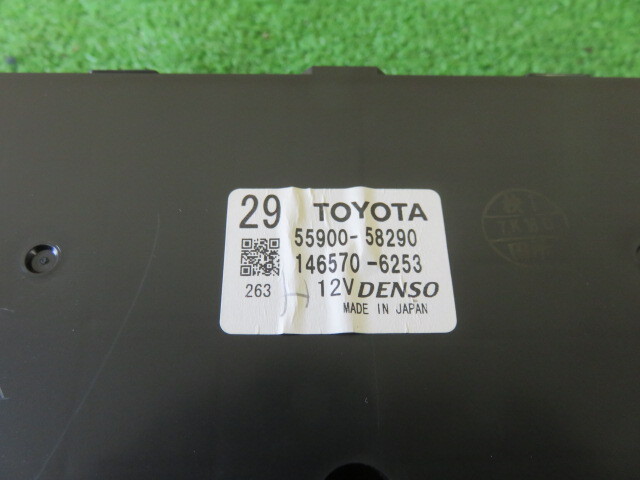 29 TOYOTA
55900-58290
146570-6253
263 H 12V DENSO
MADE IN JAPAN